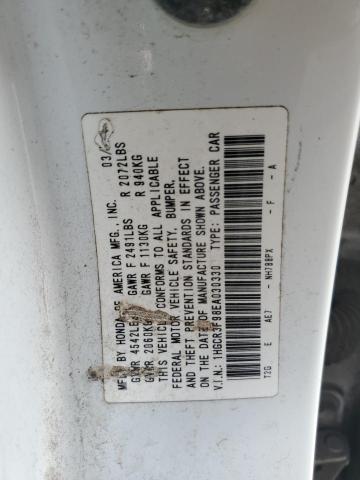 MFD. BY HONDA OF AMERICA MFG., INC. 03/
GVWR 4542LBS GAWR F 2491LBS R 2072LBS
GVWR 2060KG GAWR F 1130KG R 940KG
THIS VEHICLE CONFORMS TO ALL APPLICABLE
FEDERAL MOTOR VEHICLE SAFETY, BUMPER,
AND THEFT PREVENTION STANDARDS IN EFFECT
ON THE DATE OF MANUFACTURE SHOWN ABOVE.
V.I.N.: 1HGCR3F98EA030330 TYPE: PASSENGER CAR
T2G E AE7 - NH788PX - F - A